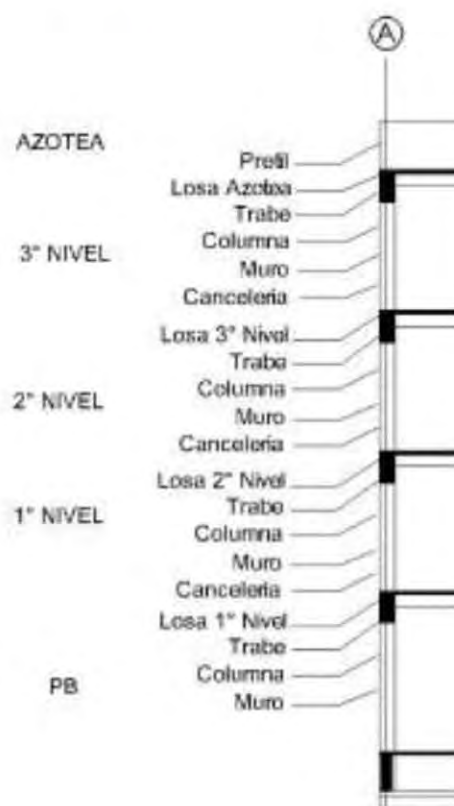 A
AZOTEA
Pretil
Losa Azotea
Trabe
Columna
3° NIVEL
Muro
Canceleria
Losa 3° Nivel
Trabe
Columna
2° NIVEL
Muro
Canceleria
Losa 2° Nivel
Trabe
1° NIVEL
Columna
Muro
Canceleria
Losa 1° Nivel
Trabe
Columna
PB
Muro